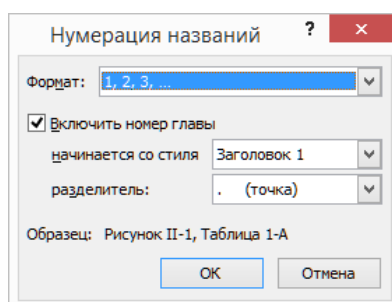 Нумерация названий ? ×
Формат: 1, 2, 3, ...
Включить номер главы
начинается со стиля Заголовок 1
разделитель: . (точка)
Образец: Рисунок II-1, Таблица 1-A
ОК Отмена